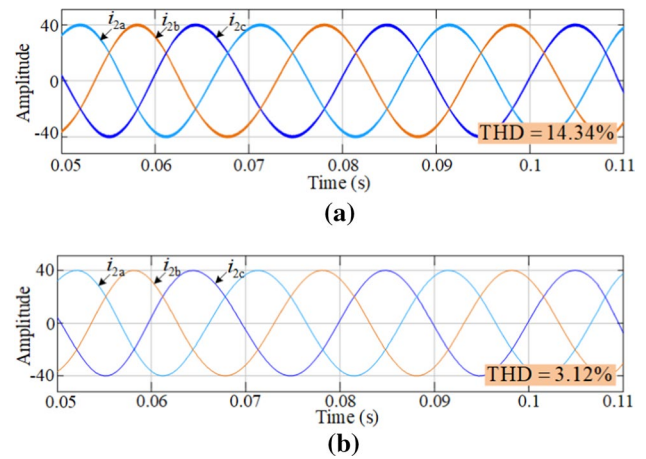 i2a i2b i2c
40
Amplitude
0
-40
THD = 14.34%
0.05 0.06 0.07 0.08 0.09 0.1 0.11
Time (s)
(a)
i2a i2b i2c
40
Amplitude
0
-40
THD = 3.12%
0.05 0.06 0.07 0.08 0.09 0.1 0.11
Time (s)
(b)